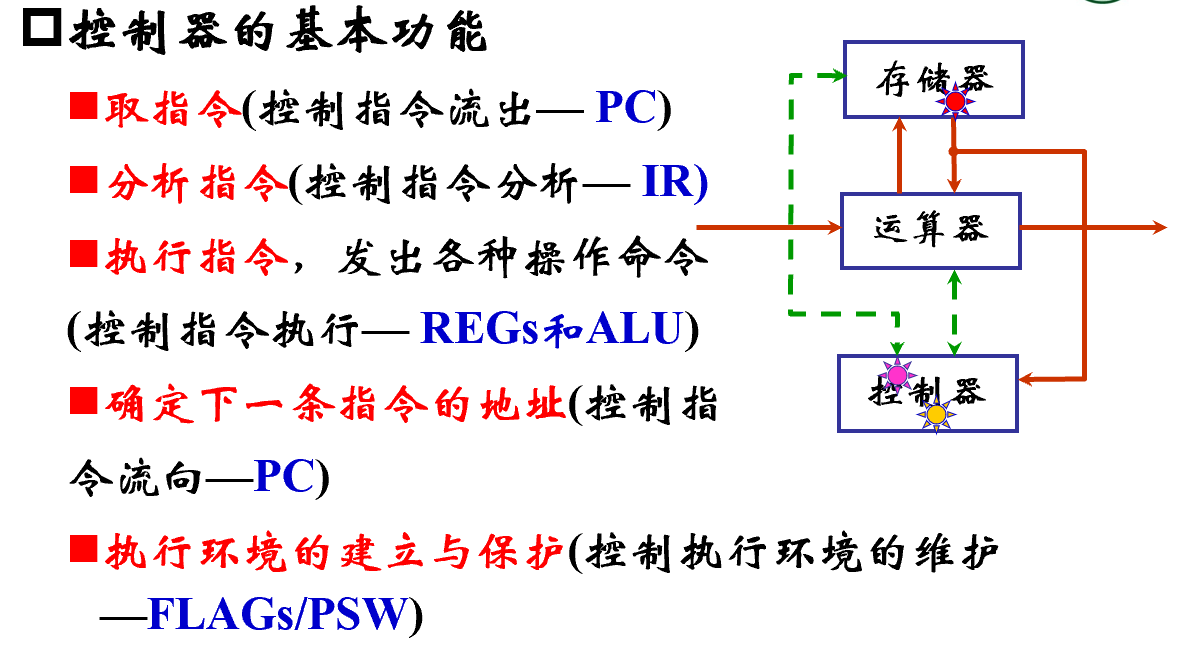 控制器的基本功能
取指令(控制指令流出— PC)
分析指令(控制指令分析— IR)
执行指令，发出各种操作命令
(控制指令执行— REGs和ALU)
确定下一条指令的地址(控制指
令流向—PC)
执行环境的建立与保护(控制执行环境的维护
—FLAGs/PSW)
存储器
运算器
控制器